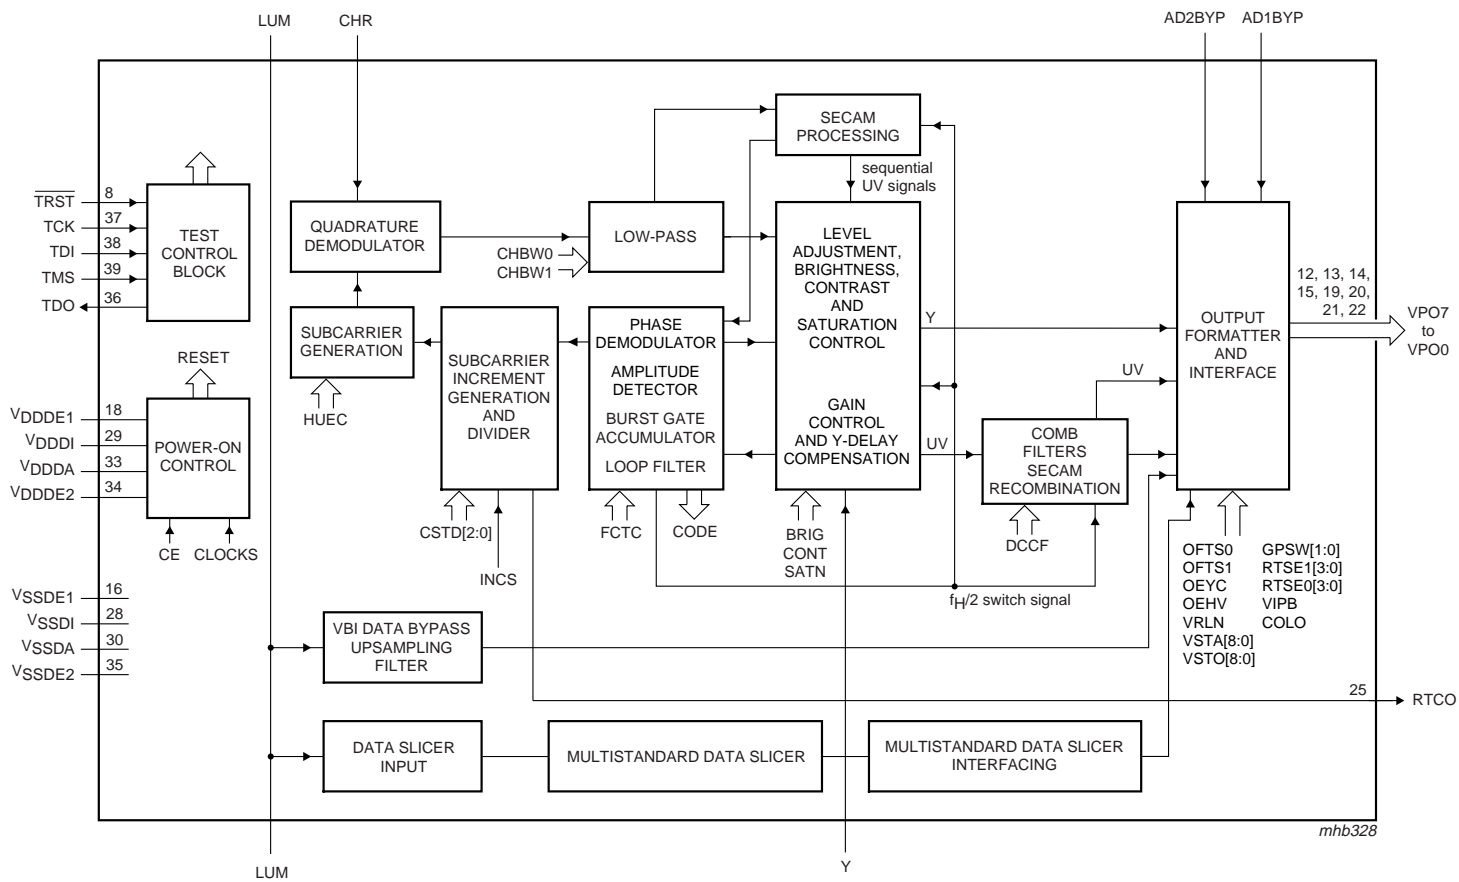 LUM
CHR
AD2BYP AD1BYP
SECAM
PROCESSING
sequential
UV signals
TRST 8
TCK 37
TDI 38
TMS 39
TDO 36
TEST
CONTROL
BLOCK
QUADRATURE
DEMODULATOR
CHBW0
CHBW1
LOW-PASS
LEVEL
ADJUSTMENT,
BRIGHTNESS,
CONTRAST
AND
SATURATION
CONTROL
GAIN
CONTROL
AND Y-DELAY
COMPENSATION
Y
UV
UV
OUTPUT
FORMATTER
AND
INTERFACE
12, 13, 14,
15, 19, 20,
21, 22
VPO7
to
VPO0
SUBCARRIER
GENERATION
HUEC
SUBCARRIER
INCREMENT
GENERATION
AND
DIVIDER
PHASE
DEMODULATOR
AMPLITUDE
DETECTOR
BURST GATE
ACCUMULATOR
LOOP FILTER
COMB
FILTERS
SECAM
RECOMBINATION
RESET
VDDDE1 18
VDDDI 29
VDDDA 33
VDDDE2 34
POWER-ON
CONTROL
CE CLOCKS
CSTD[2:0]
INCS
FCTC
CODE
BRIG
CONT
SATN
DCCF
fH/2 switch signal
OFTS0 GPSW[1:0]
OFTS1 RTSE1[3:0]
OEYC RTSE0[3:0]
OEHV VIPB
VRLN COLO
VSTA[8:0]
VSTO[8:0]
VSSDE1 16
VSSDI 28
VSSDA 30
VSSDE2 35
VBI DATA BYPASS
UPSAMPLING
FILTER
25 RTCO
DATA SLICER
INPUT
MULTISTANDARD DATA SLICER
MULTISTANDARD DATA SLICER
INTERFACING
mhb328
LUM
Y